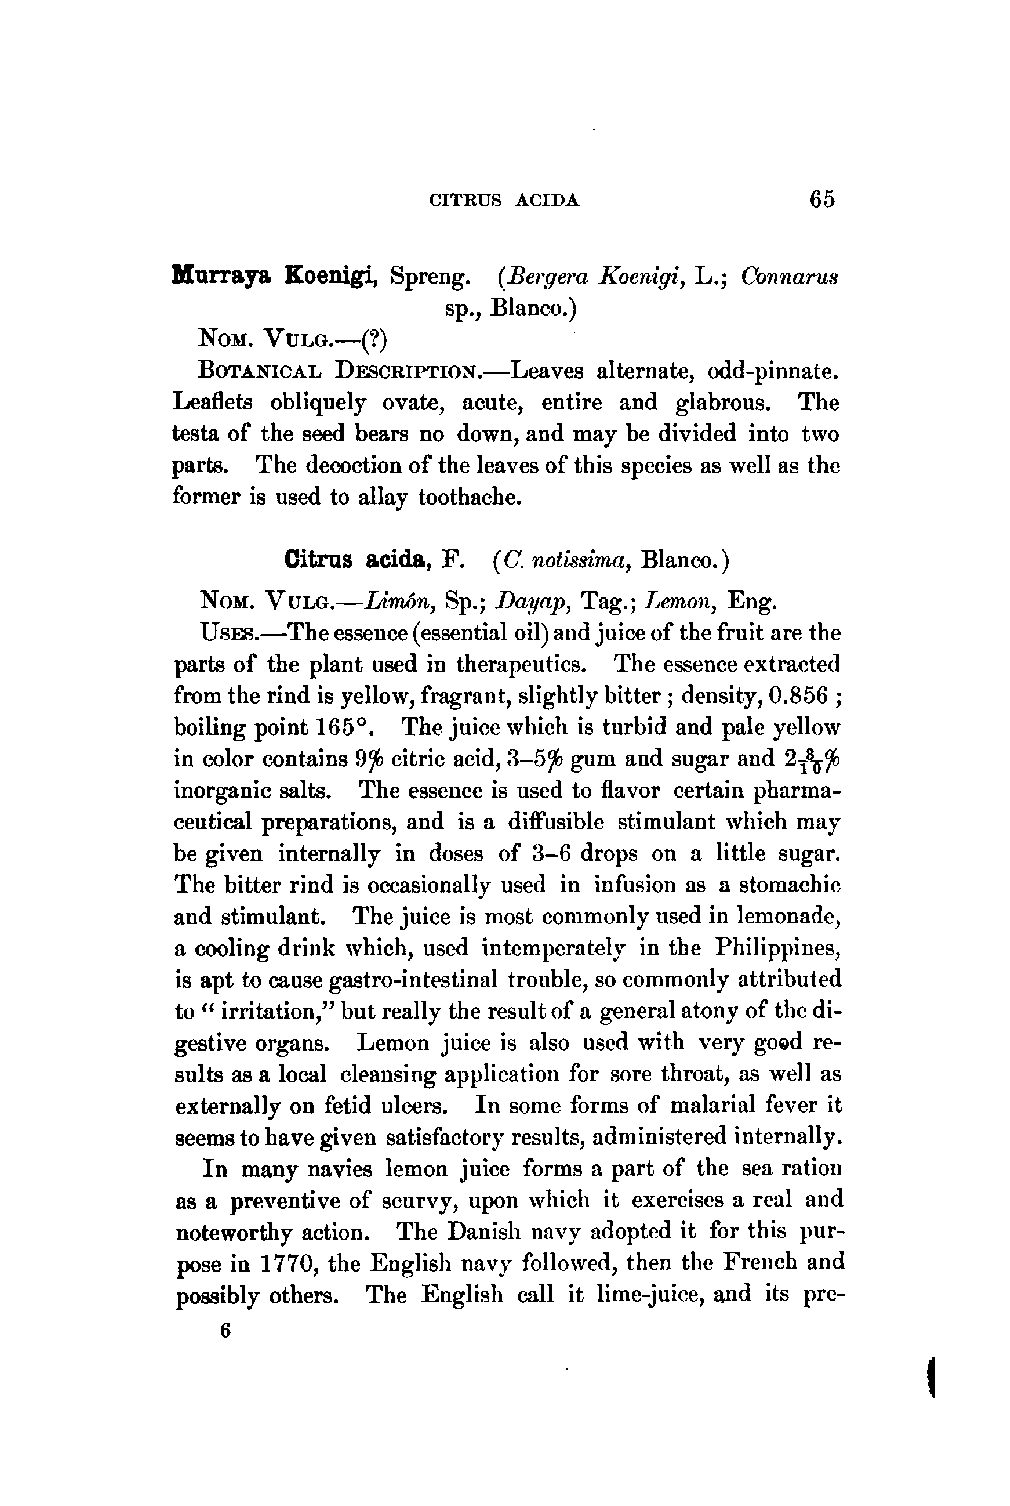 CITRUS ACIDA 65
Murraya Koenigi, Spreng. (Bergera Koenigi, L.; Connarus
sp., Blanco.)
NOM. VULG.—(?)
BOTANICAL DESCRIPTION.—Leaves alternate, odd-pinnate.
Leaflets obliquely ovate, acute, entire and glabrous. The
testa of the seed bears no down, and may be divided into two
parts. The decoction of the leaves of this species as well as the
former is used to allay toothache.
Citrus acida, F. (C. notissima, Blanco.)
NOM. VULG.—Limón, Sp.; Dayap, Tag.; Lemon, Eng.
USES.—The essence (essential oil) and juice of the fruit are the
parts of the plant used in therapeutics. The essence extracted
from the rind is yellow, fragrant, slightly bitter; density, 0.856;
boiling point 165°. The juice which is turbid and pale yellow
in color contains 9% citric acid, 3–5% gum and sugar and 2 8/10%
inorganic salts. The essence is used to flavor certain pharma-
ceutical preparations, and is a diffusible stimulant which may
be given internally in doses of 3–6 drops on a little sugar.
The bitter rind is occasionally used in infusion as a stomachic
and stimulant. The juice is most commonly used in lemonade,
a cooling drink which, used intemperately in the Philippines,
is apt to cause gastro-intestinal trouble, so commonly attributed
to “ irritation,” but really the result of a general atony of the di-
gestive organs. Lemon juice is also used with very good re-
sults as a local cleansing application for sore throat, as well as
externally on fetid ulcers. In some forms of malarial fever it
seems to have given satisfactory results, administered internally.
In many navies lemon juice forms a part of the sea ration
as a preventive of scurvy, upon which it exercises a real and
noteworthy action. The Danish navy adopted it for this pur-
pose in 1770, the English navy followed, then the French and
possibly others. The English call it lime-juice, and its pre-
6